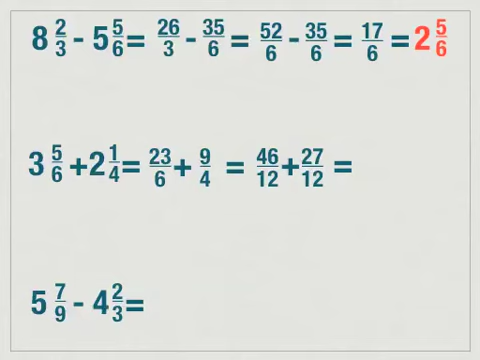 8 2/3 - 5 5/6 = 26/3 - 35/6 = 52/6 - 35/6 = 17/6 = 2 5/6
3 5/6 + 2 1/4 = 23/6 + 9/4 = 46/12 + 27/12 =
5 7/9 - 4 2/3 =